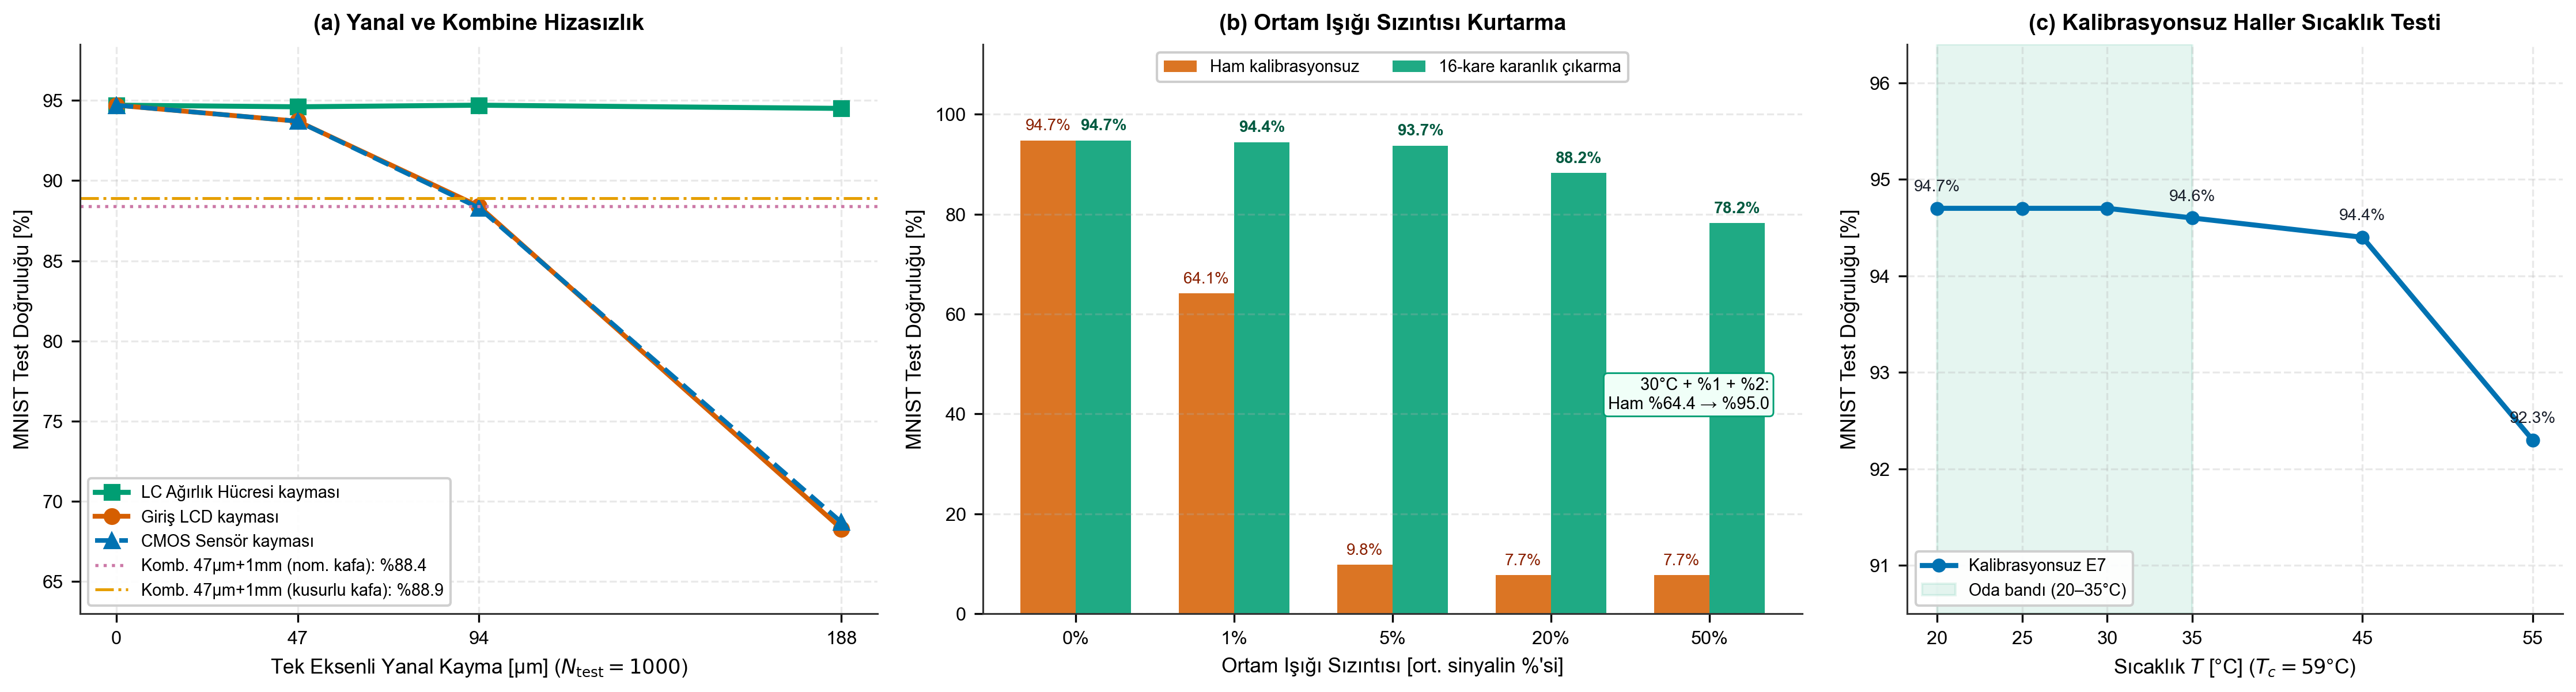 (a) Yanal ve Kombine Hizasızlık
MNIST Test Doğruluğu [%]
95
90
85
80
75
70
65
LC Ağırlık Hücresi kayması
Giriş LCD kayması
CMOS Sensör kayması
Komb. 47µm+1mm (nom. kafa): %88.4
Komb. 47µm+1mm (kusurlu kafa): %88.9
0 47 94 188
Tek Eksenli Yanal Kayma [µm] (N_test = 1000)
(b) Ortam Işığı Sızıntısı Kurtarma
MNIST Test Doğruluğu [%]
Ham kalibrasyonsuz 16-kare karanlık çıkarma
100
80
60
40
20
0
94.7% 94.7% 94.4% 93.7% 88.2% 78.2%
64.1%
9.8% 7.7% 7.7%
30°C + %1 + %2:
Ham %64.4 → %95.0
0% 1% 5% 20% 50%
Ortam Işığı Sızıntısı [ort. sinyalin %'si]
(c) Kalibrasyonsuz Haller Sıcaklık Testi
MNIST Test Doğruluğu [%]
96
95
94
93
92
91
94.7% 94.6% 94.4% 92.3%
Kalibrasyonsuz E7
Oda bandı (20–35°C)
20 25 30 35 45 55
Sıcaklık T [°C] (T_c = 59°C)